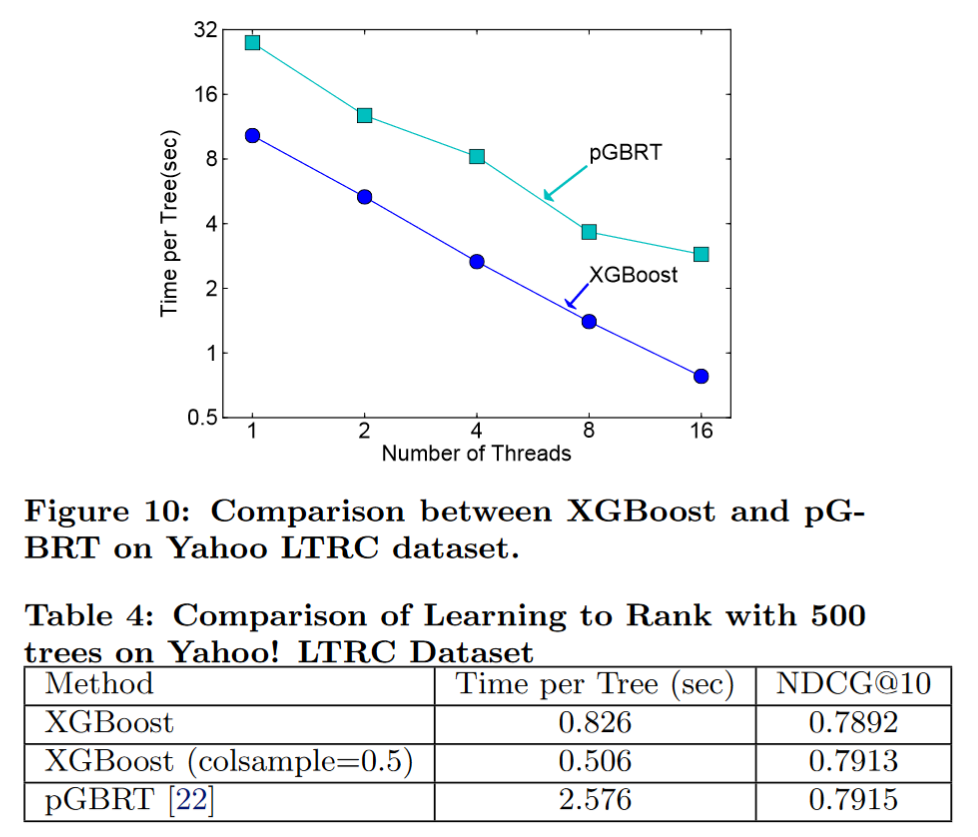 32
16
8
4
2
1
0.5
Time per Tree(sec)
pGBRT
XGBoost
1 2 4 8 16
Number of Threads
Figure 10: Comparison between XGBoost and pG-
BRT on Yahoo LTRC dataset.
Table 4: Comparison of Learning to Rank with 500
trees on Yahoo! LTRC Dataset
Method Time per Tree (sec) NDCG@10
XGBoost 0.826 0.7892
XGBoost (colsample=0.5) 0.506 0.7913
pGBRT [22] 2.576 0.7915